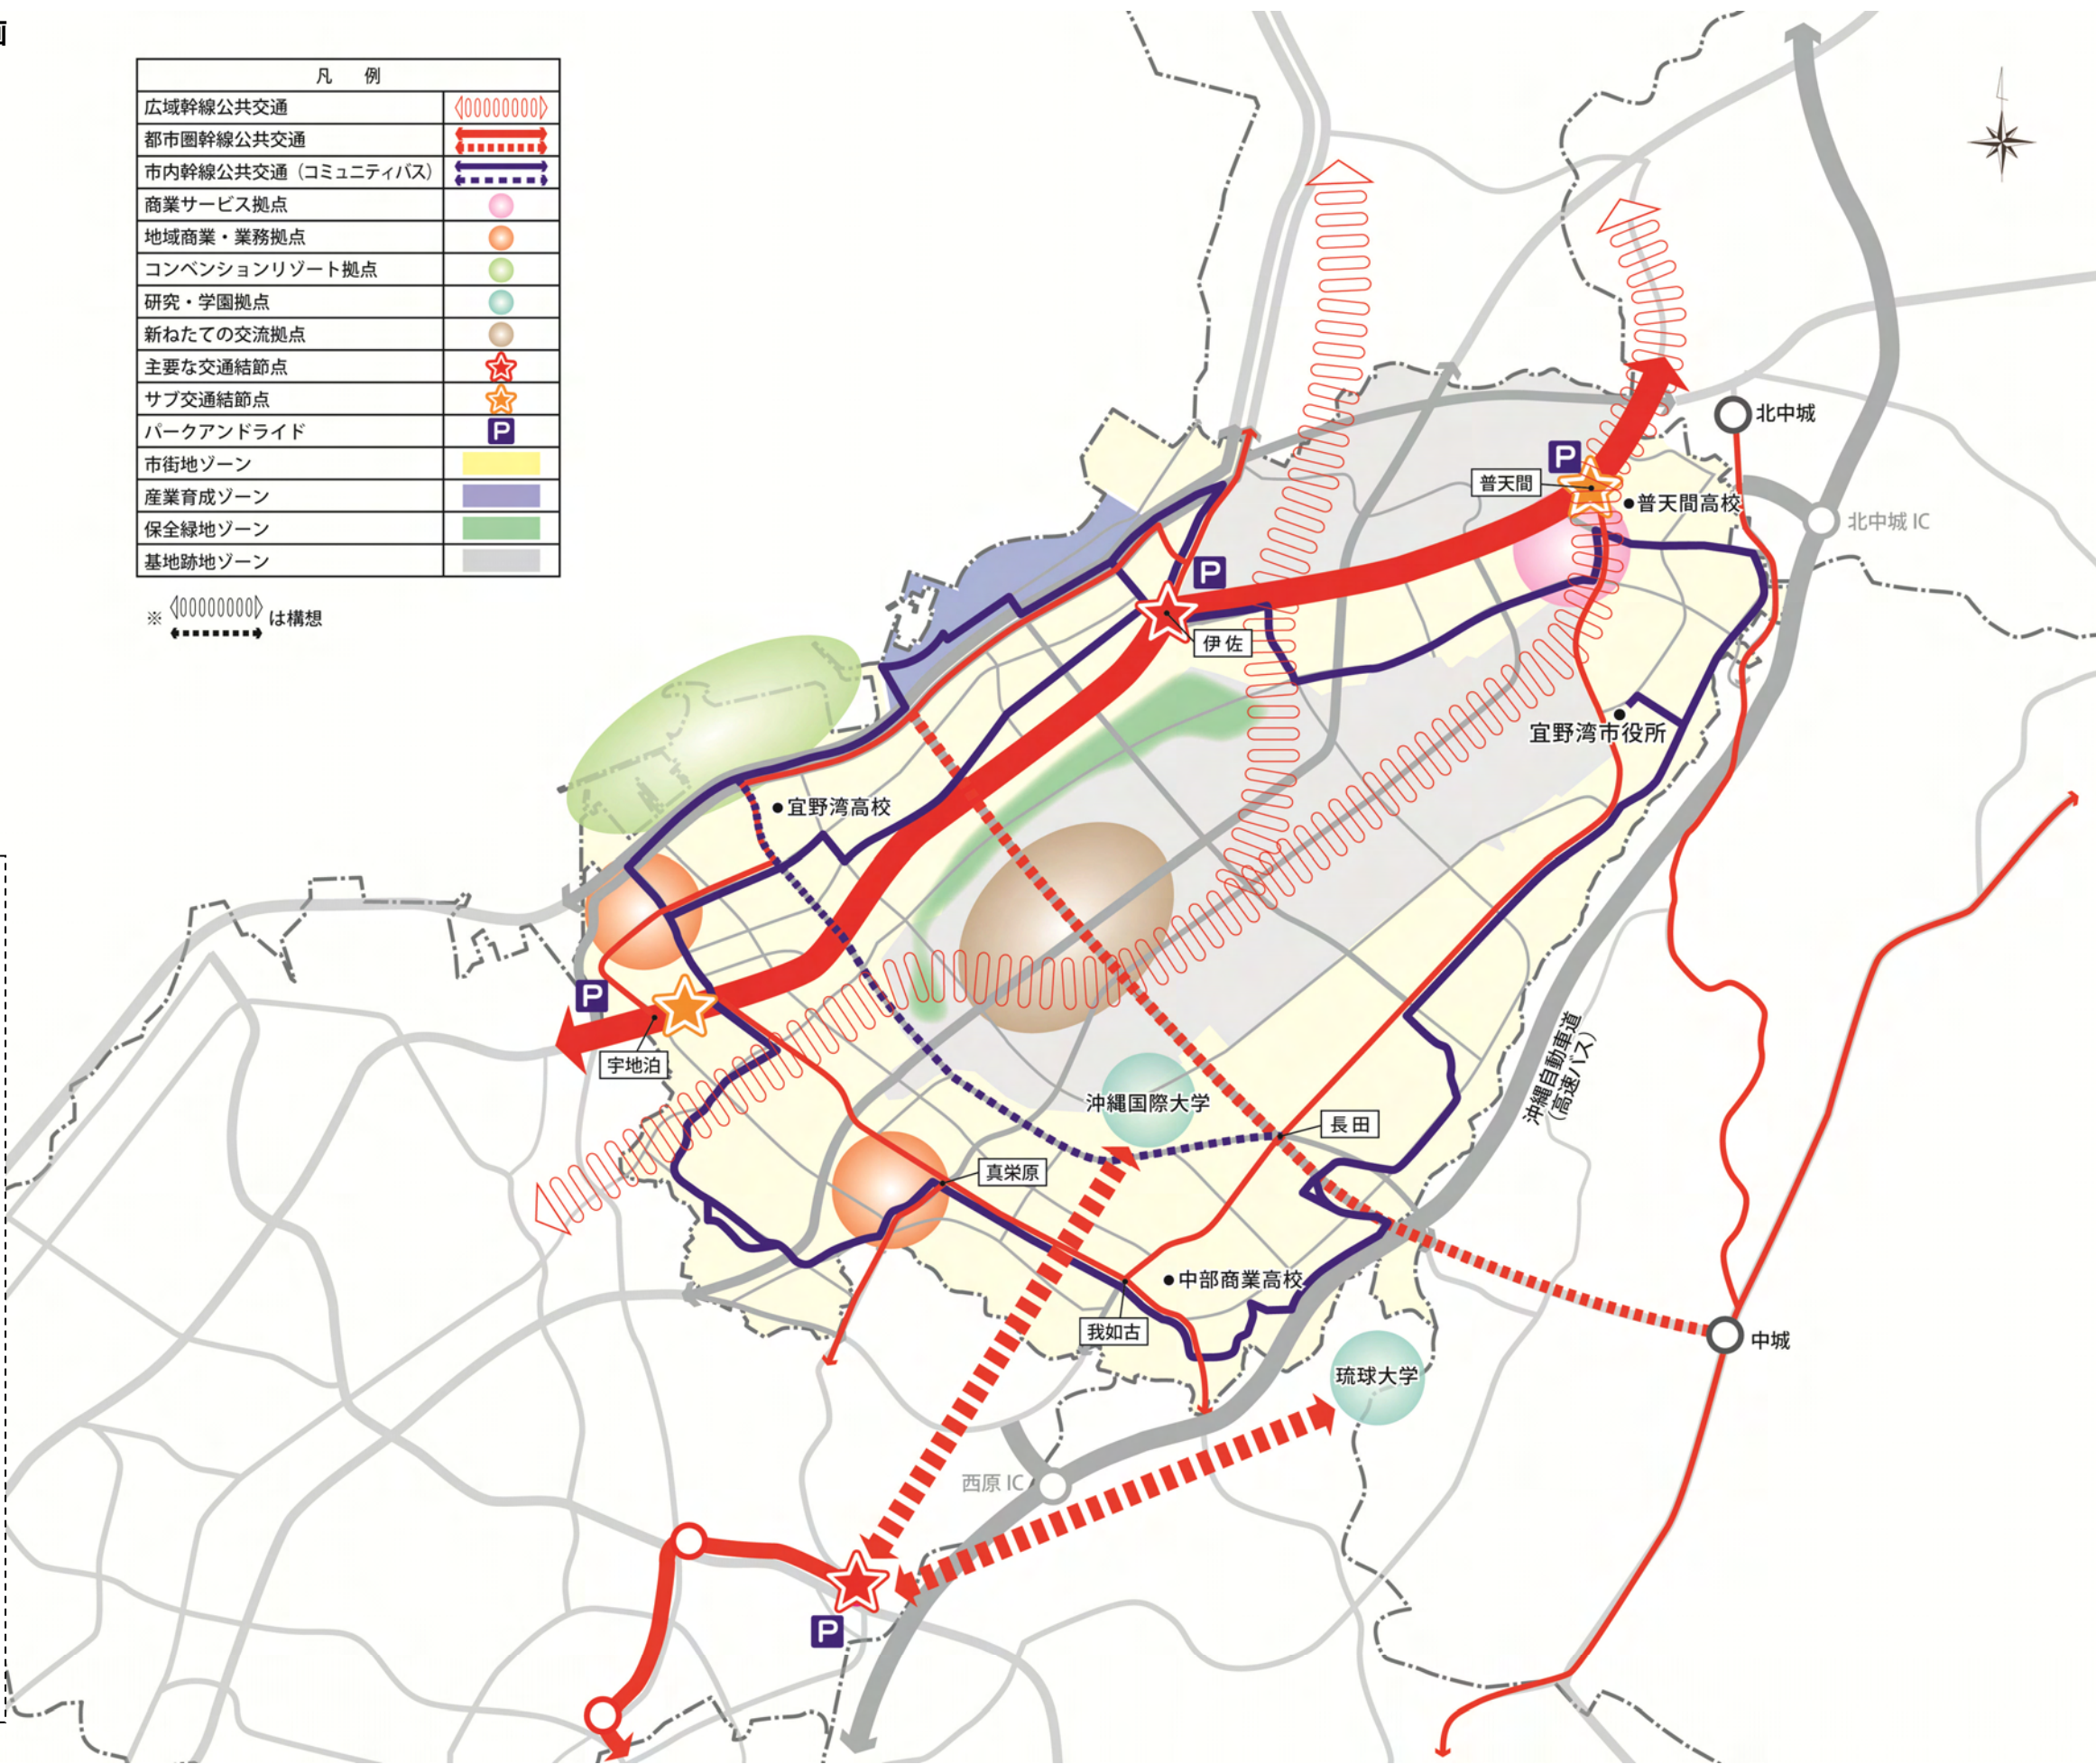 凡 例
広域幹線公共交通
都市圏幹線公共交通
市内幹線公共交通（コミュニティバス）
商業サービス拠点
地域商業・業務拠点
コンベンションリゾート拠点
研究・学園拠点
新ねたての交流拠点
主要な交通結節点
サブ交通結節点
パークアンドライド P
市街地ゾーン
産業育成ゾーン
保全緑地ゾーン
基地跡地ゾーン
※ は構想
北中城
P
普天間
普天間高校
北中城 IC
P
伊佐
宜野湾市役所
宜野湾高校
P
宇地泊
沖縄自動車道
（高速バス）
沖縄国際大学
長田
真栄原
中部商業高校
我如古
中城
琉球大学
西原 IC
P